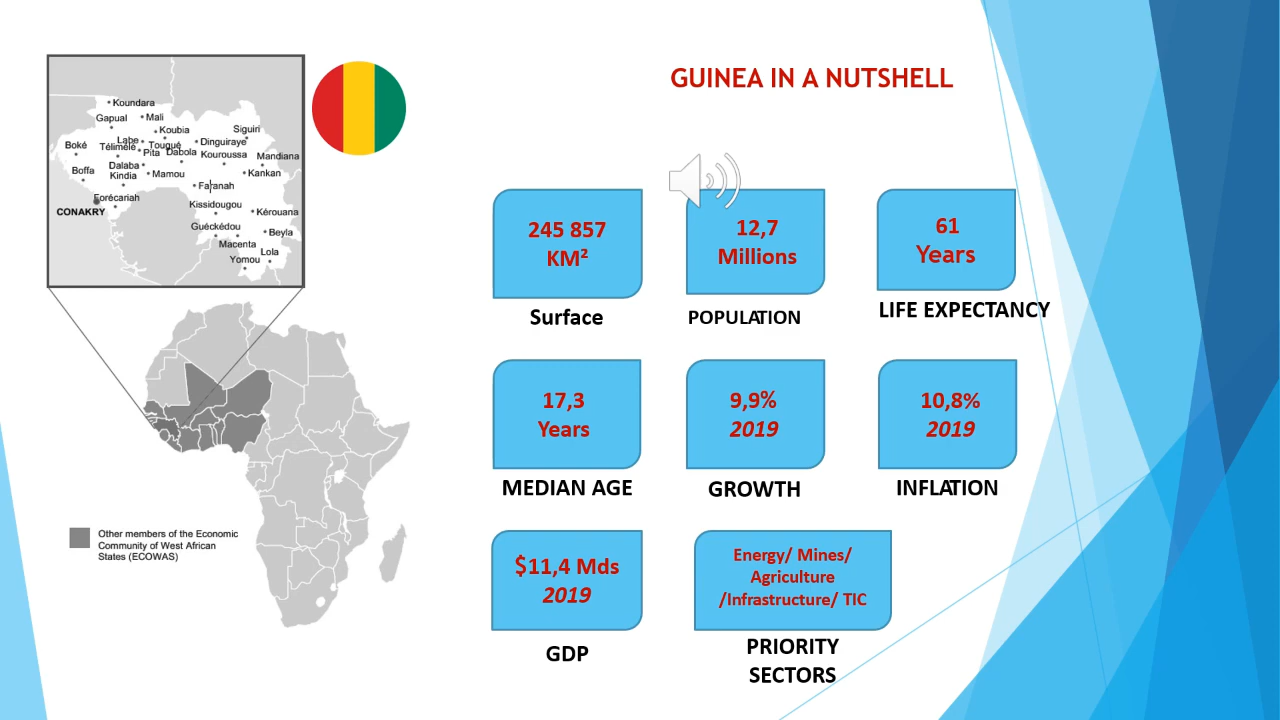 GUINEA IN A NUTSHELL
Koundara
Gapual
Mali
Koubia
Siguiri
Boké
Labe
Téliméle
Tougué
Dinguiraye
Pita
Dabola
Kouroussa
Mandiana
Boffa
Dalaba
Kindia
Mamou
Kankan
Faranah
Forécariah
CONAKRY
Kissidougou
Kérouana
Guéckédou
Beyla
Macenta
Lola
Yomou
Other members of the Economic
Community of West African
States (ECOWAS)
245 857
KM²
Surface
12,7
Millions
POPULATION
61
Years
LIFE EXPECTANCY
17,3
Years
MEDIAN AGE
9,9%
2019
GROWTH
10,8%
2019
INFLATION
$11,4 Mds
2019
GDP
Energy/ Mines/
Agriculture
/Infrastructure/ TIC
PRIORITY
SECTORS